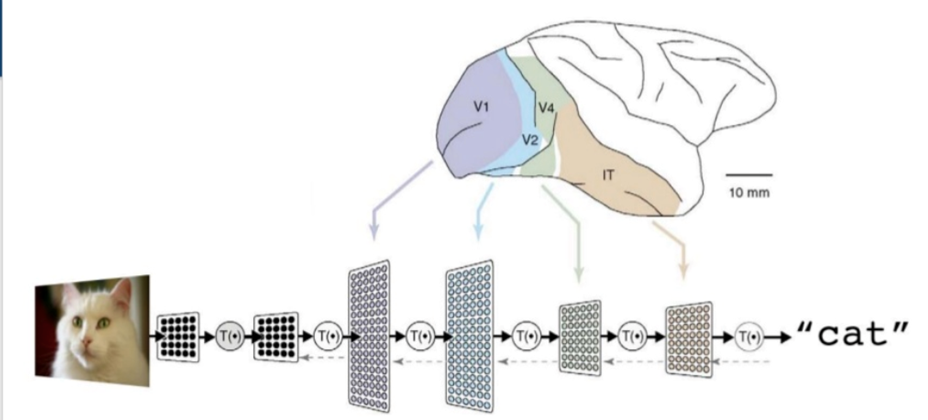 V1
V4
V2
IT
10 mm
T(•) T(•) T(•) T(•) T(•) T(•) “cat”